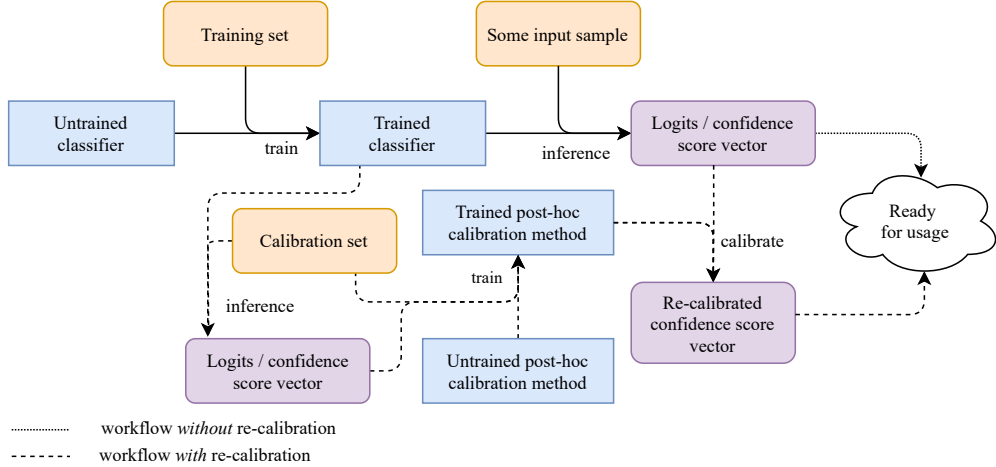 Training set
Some input sample
Untrained
classifier
train
Trained
classifier
inference
Logits / confidence
score vector
Ready
for usage
Trained post-hoc
calibration method
calibrate
Calibration set
train
inference
Re-calibrated
confidence score
vector
Logits / confidence
score vector
Untrained post-hoc
calibration method
workflow without re-calibration
workflow with re-calibration